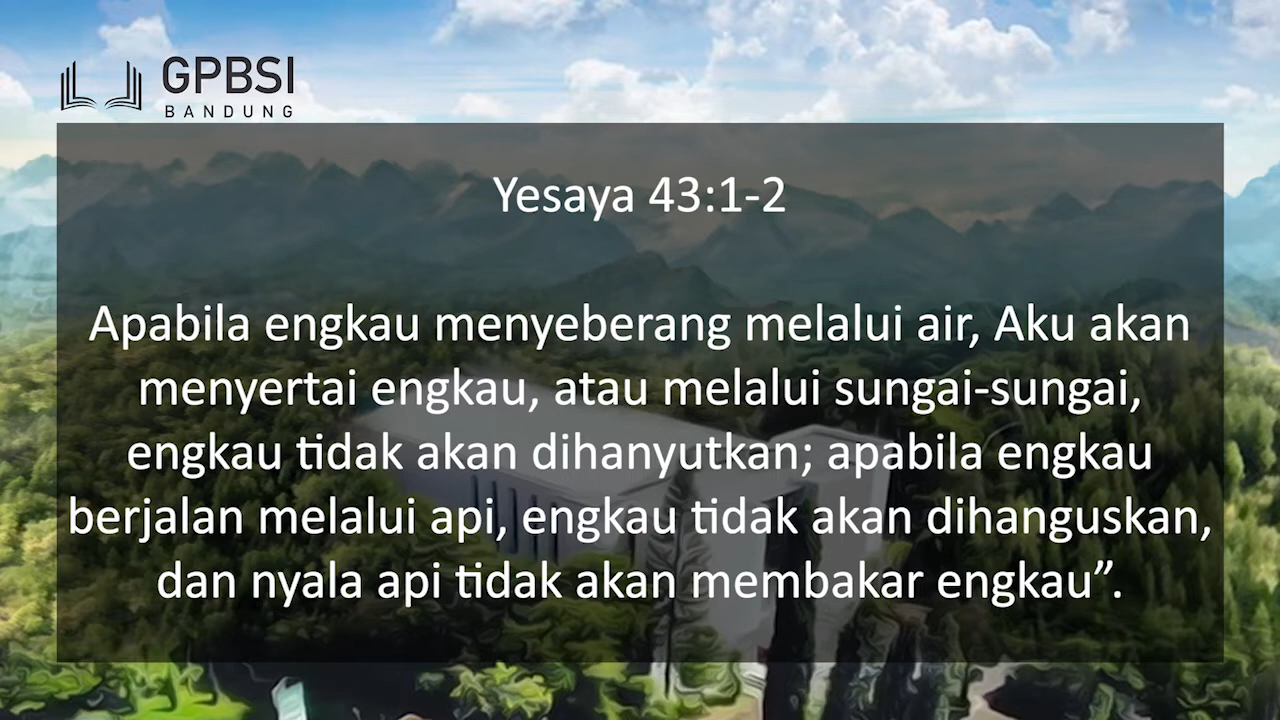 GPBSI
BANDUNG
Yesaya 43:1-2
Apabila engkau menyeberang melalui air, Aku akan
menyertai engkau, atau melalui sungai-sungai,
engkau tidak akan dihanyutkan; apabila engkau
berjalan melalui api, engkau tidak akan dihanguskan,
dan nyala api tidak akan membakar engkau”.